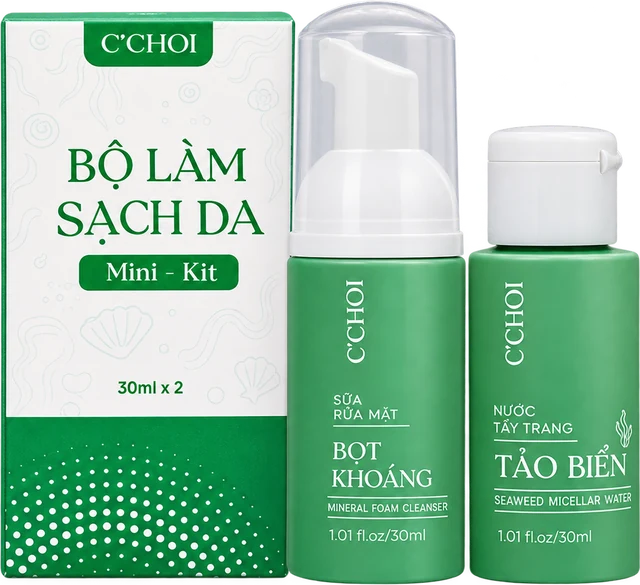 C'CHOI
BỘ LÀM
SẠCH DA
Mini - Kit
30ml x 2
C'CHOI
SỮA
RỬA MẶT
BỌT
KHOÁNG
MINERAL FOAM CLEANSER
1.01 fl.oz/30ml
C'CHOI
NƯỚC
TẨY TRANG
TẢO BIỂN
SEAWEED MICELLAR WATER
1.01 fl.oz/30ml